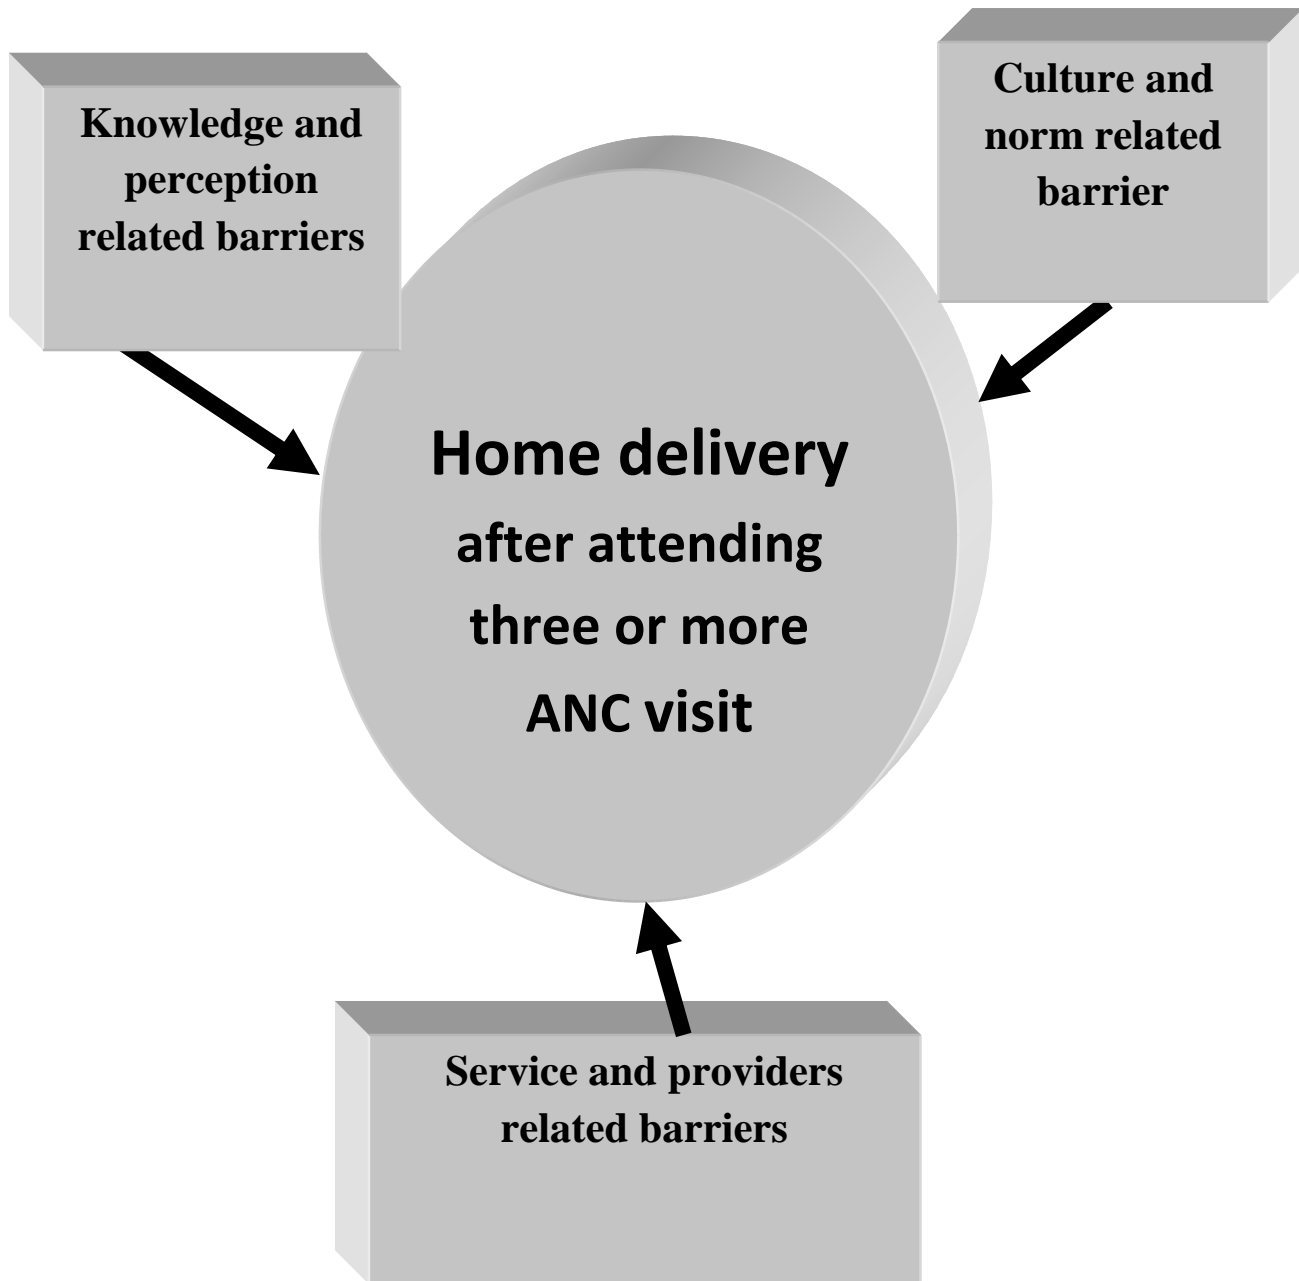 Knowledge and
perception
related barriers
Culture and
norm related
barrier
Home delivery
after attending
three or more
ANC visit
Service and providers
related barriers